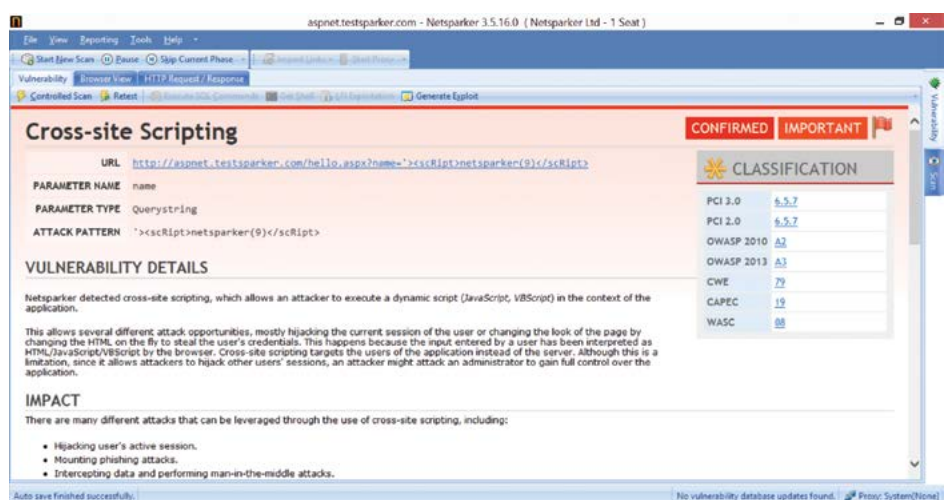 aspnet.testsparker.com - Netsparker 3.5.16.0 ( Netsparker Ltd - 1 Seat )
File View Reporting Tools Help
Start New Scan Pause Skip Current Phase Import Links Start Proxy
Vulnerability Browser View HTTP Request / Response
Controlled Scan Retest Execute SQL Commands Get Shell LFI Exploitation Generate Exploit
Cross-site Scripting
CONFIRMED IMPORTANT
URL http://aspnet.testsparker.com/hello.aspx?name='><scRipt>netsparker(9)</scRipt>
PARAMETER NAME name
PARAMETER TYPE Querystring
ATTACK PATTERN '><scRipt>netsparker(9)</scRipt>
CLASSIFICATION
PCI 3.0 6.5.7
PCI 2.0 6.5.7
OWASP 2010 A2
OWASP 2013 A3
CWE 79
CAPEC 19
WASC 08
VULNERABILITY DETAILS
Netsparker detected cross-site scripting, which allows an attacker to execute a dynamic script (JavaScript, VBScript) in the context of the
application.
This allows several different attack opportunities, mostly hijacking the current session of the user or changing the look of the page by
changing the HTML on the fly to steal the user's credentials. This happens because the input entered by a user has been interpreted as
HTML/JavaScript/VBScript by the browser. Cross-site scripting targets the users of the application instead of the server. Although this is a
limitation, since it allows attackers to hijack other users' sessions, an attacker might attack an administrator to gain full control over the
application.
IMPACT
There are many different attacks that can be leveraged through the use of cross-site scripting, including:
• Hijacking user's active session.
• Mounting phishing attacks.
• Intercepting data and performing man-in-the-middle attacks.
Vulnerability
Scan
Auto save finished successfully.
No vulnerability database updates found. Proxy: System[None]